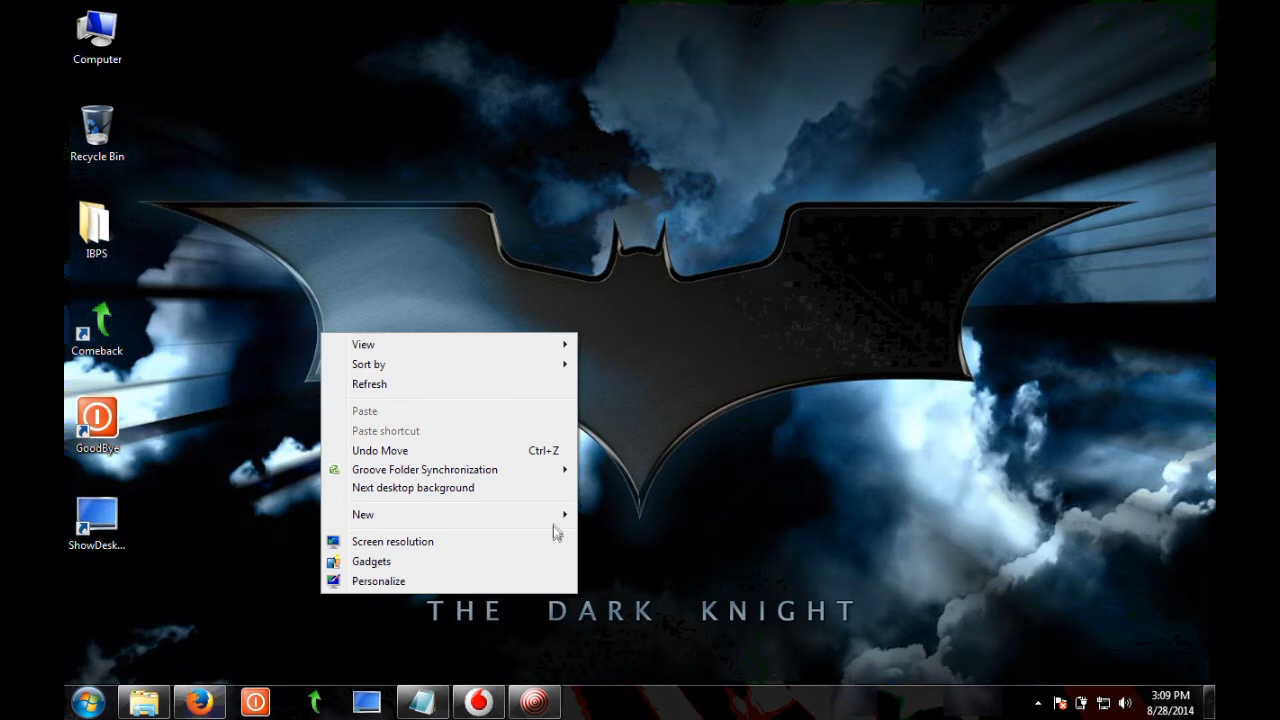 Computer
Recycle Bin
IBPS
Comeback
GoodBye
ShowDesk...
View
Sort by
Refresh
Paste
Paste shortcut
Undo Move Ctrl+Z
Groove Folder Synchronization
Next desktop background
New
Screen resolution
Gadgets
Personalize
THE DARK KNIGHT
3:09 PM
8/28/2014